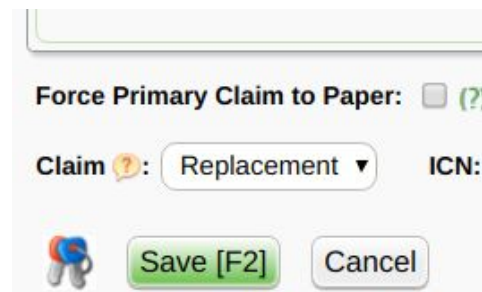 Force Primary Claim to Paper: (?)
Claim ?: Replacement ▼ ICN:
Save [F2] Cancel